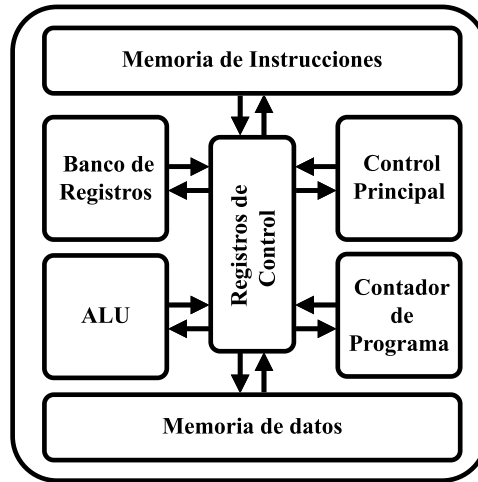 Memoria de Instrucciones
Banco de
Registros
Control
Principal
Registros de
Control
ALU
Contador
de
Programa
Memoria de datos